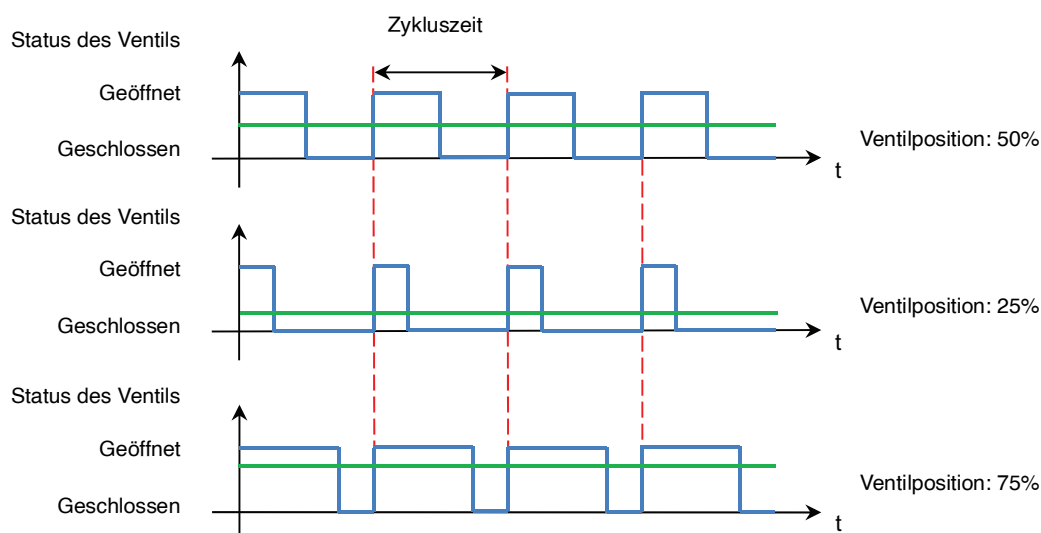 Zykluszeit
Status des Ventils
Geöffnet
Geschlossen
Ventilposition: 50%
t
Status des Ventils
Geöffnet
Geschlossen
Ventilposition: 25%
t
Status des Ventils
Geöffnet
Geschlossen
Ventilposition: 75%
t